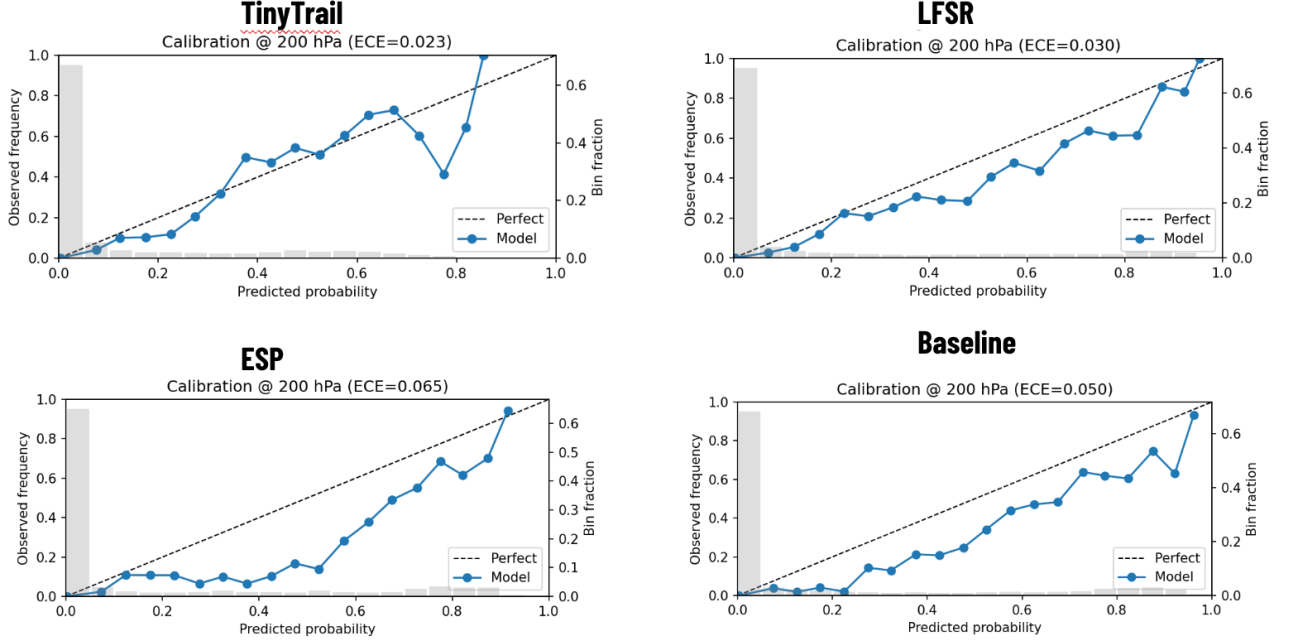 TinyTrail
Calibration @ 200 hPa (ECE=0.023)
1.0
0.8
0.6
0.4
0.2
0.0
Observed frequency
0.6
0.4
0.2
0.0
Bin fraction
Perfect
Model
0.0 0.2 0.4 0.6 0.8 1.0
Predicted probability
LFSR
Calibration @ 200 hPa (ECE=0.030)
1.0
0.8
0.6
0.4
0.2
0.0
Observed frequency
0.6
0.4
0.2
0.0
Bin fraction
Perfect
Model
0.0 0.2 0.4 0.6 0.8 1.0
Predicted probability
ESP
Calibration @ 200 hPa (ECE=0.065)
1.0
0.8
0.6
0.4
0.2
0.0
Observed frequency
0.6
0.5
0.4
0.3
0.2
0.1
0.0
Bin fraction
Perfect
Model
0.0 0.2 0.4 0.6 0.8 1.0
Predicted probability
Baseline
Calibration @ 200 hPa (ECE=0.050)
1.0
0.8
0.6
0.4
0.2
0.0
Observed frequency
0.6
0.4
0.2
0.0
Bin fraction
Perfect
Model
0.0 0.2 0.4 0.6 0.8 1.0
Predicted probability